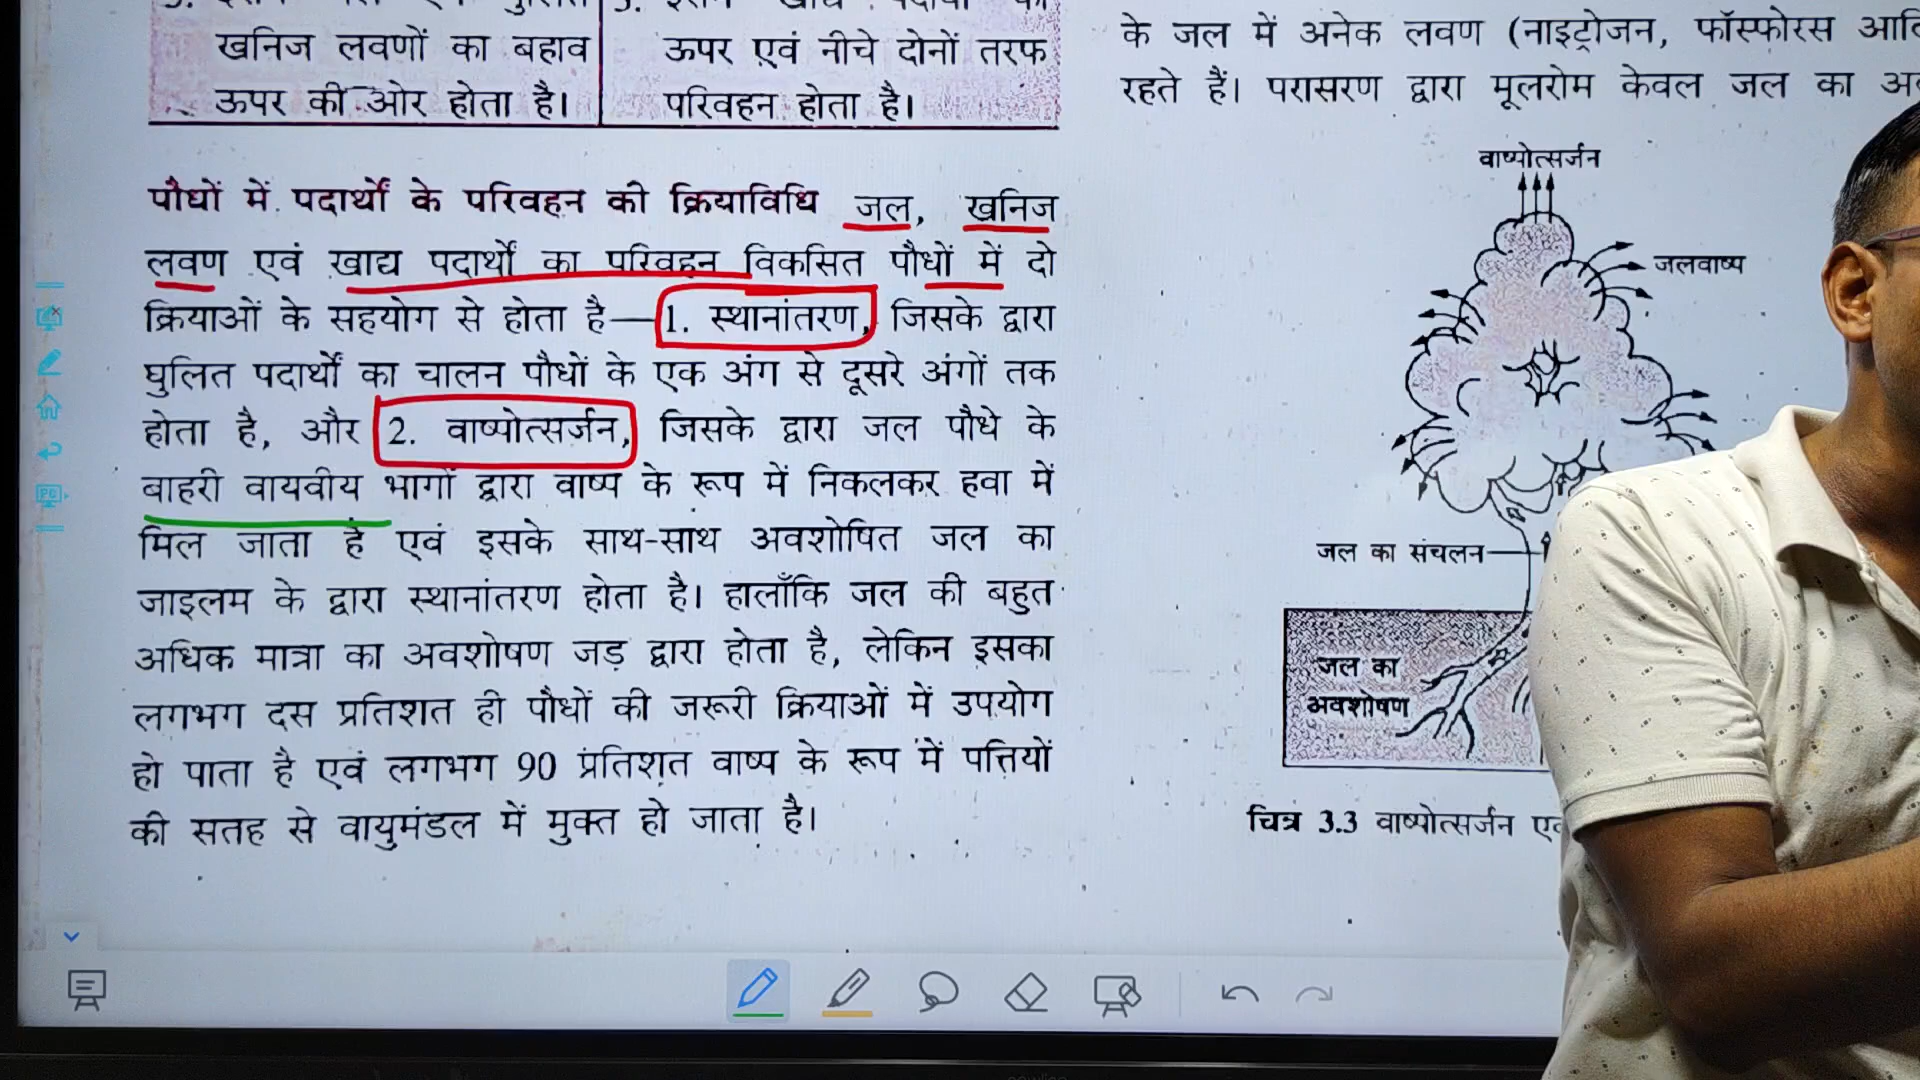 खनिज लवणों का बहाव
ऊपर की ओर होता है।
ऊपर एवं नीचे दोनों तरफ
परिवहन होता है।
पौधों में पदार्थों के परिवहन की क्रियाविधि जल, खनिज
लवण एवं खाद्य पदार्थों का परिवहन विकसित पौधों में दो
क्रियाओं के सहयोग से होता है—1. स्थानांतरण, जिसके द्वारा
घुलित पदार्थों का चालन पौधों के एक अंग से दूसरे अंगों तक
होता है, और 2. वाष्पोत्सर्जन, जिसके द्वारा जल पौधे के
बाहरी वायवीय भागों द्वारा वाष्प के रूप में निकलकर हवा में
मिल जाता है एवं इसके साथ-साथ अवशोषित जल का
जाइलम के द्वारा स्थानांतरण होता है। हालाँकि जल की बहुत
अधिक मात्रा का अवशोषण जड़ द्वारा होता है, लेकिन इसका
लगभग दस प्रतिशत ही पौधों की जरूरी क्रियाओं में उपयोग
हो पाता है एवं लगभग 90 प्रतिशत वाष्प के रूप में पत्तियों
की सतह से वायुमंडल में मुक्त हो जाता है।
के जल में अनेक लवण (नाइट्रोजन, फॉस्फोरस
रहते हैं। परासरण द्वारा मूलरोम केवल जल का
वाष्पोत्सर्जन
जलवाष्प
जल का संचलन
जल का
अवशोषण
चित्र 3.3 वाष्पोत्सर्जन